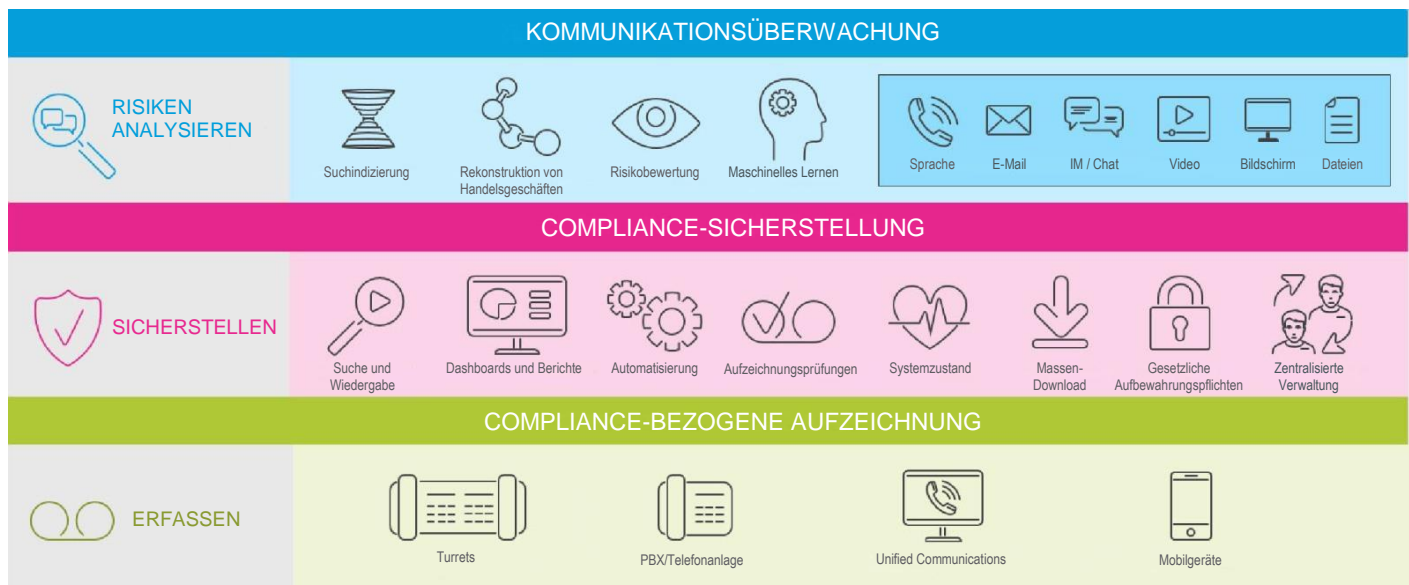 KOMMUNIKATIONSÜBERWACHUNG
RISIKEN
ANALYSIEREN
Suchindizierung
Rekonstruktion von
Handelsgeschäften
Risikobewertung
Maschinelles Lernen
Sprache
E-Mail
IM / Chat
Video
Bildschirm
Dateien
COMPLIANCE-SICHERSTELLUNG
SICHERSTELLEN
Suche und
Wiedergabe
Dashboards und Berichte
Automatisierung
Aufzeichnungsprüfungen
Systemzustand
Massen-
Download
Gesetzliche
Aufbewahrungspflichten
Zentralisierte
Verwaltung
COMPLIANCE-BEZOGENE AUFZEICHNUNG
ERFASSEN
Turrets
PBX/Telefonanlage
Unified Communications
Mobilgeräte